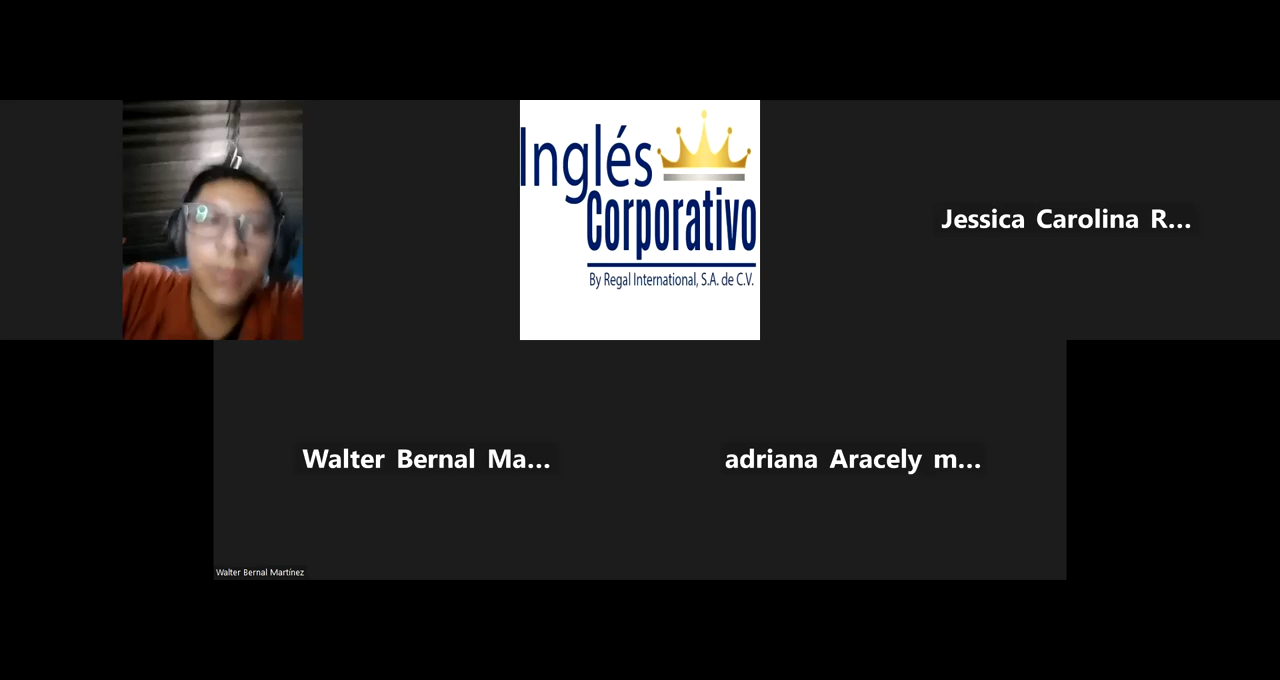 Inglés
Corporativo
By Regal International, S.A. de C.V.
Jessica Carolina R...
Walter Bernal Ma...
adriana Aracely m...
Walter Bernal Martínez